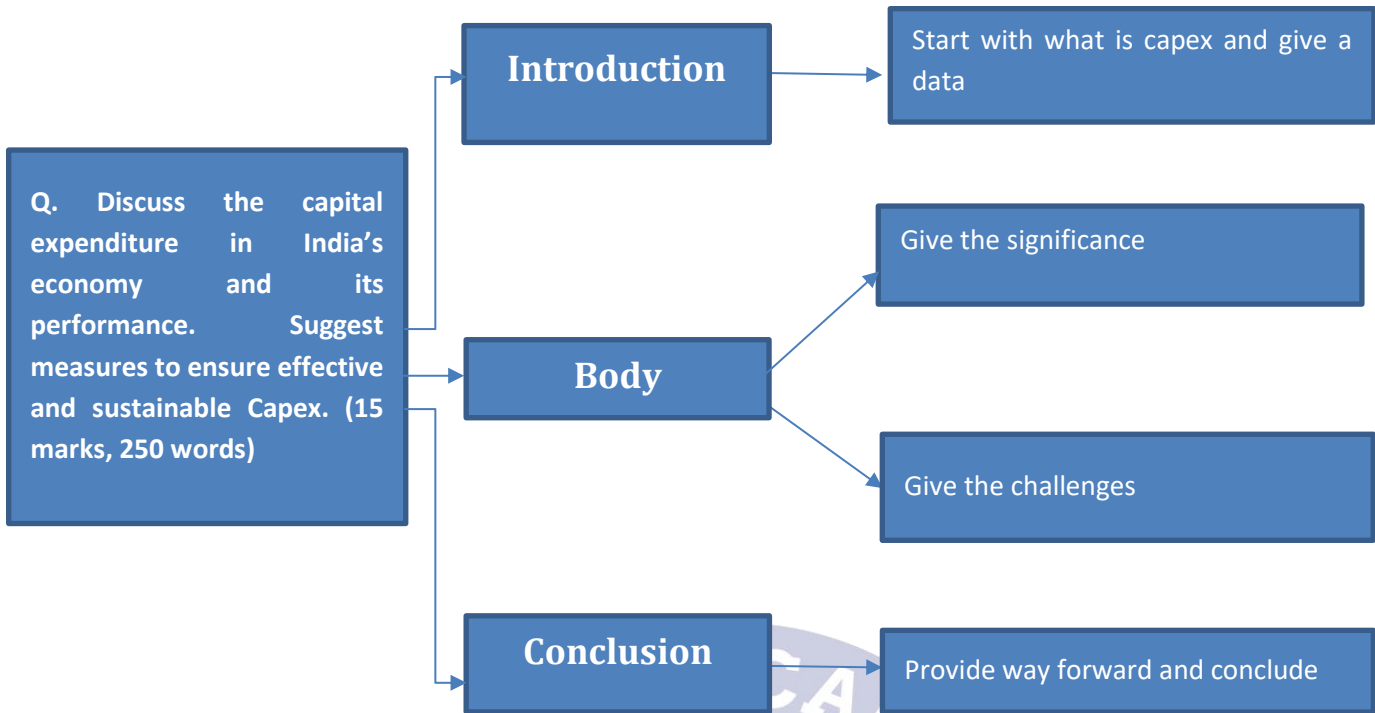 Q. Discuss the capital
expenditure in India’s
economy and its
performance. Suggest
measures to ensure effective
and sustainable Capex. (15
marks, 250 words)
Introduction
Start with what is capex and give a
data
Body
Give the significance
Give the challenges
Conclusion
Provide way forward and conclude